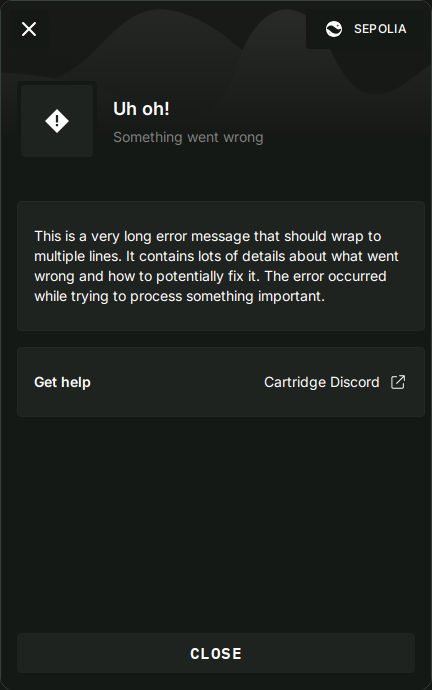 SEPOLIA
Uh oh!
Something went wrong
This is a very long error message that should wrap to
multiple lines. It contains lots of details about what went
wrong and how to potentially fix it. The error occurred
while trying to process something important.
Get help Cartridge Discord
CLOSE